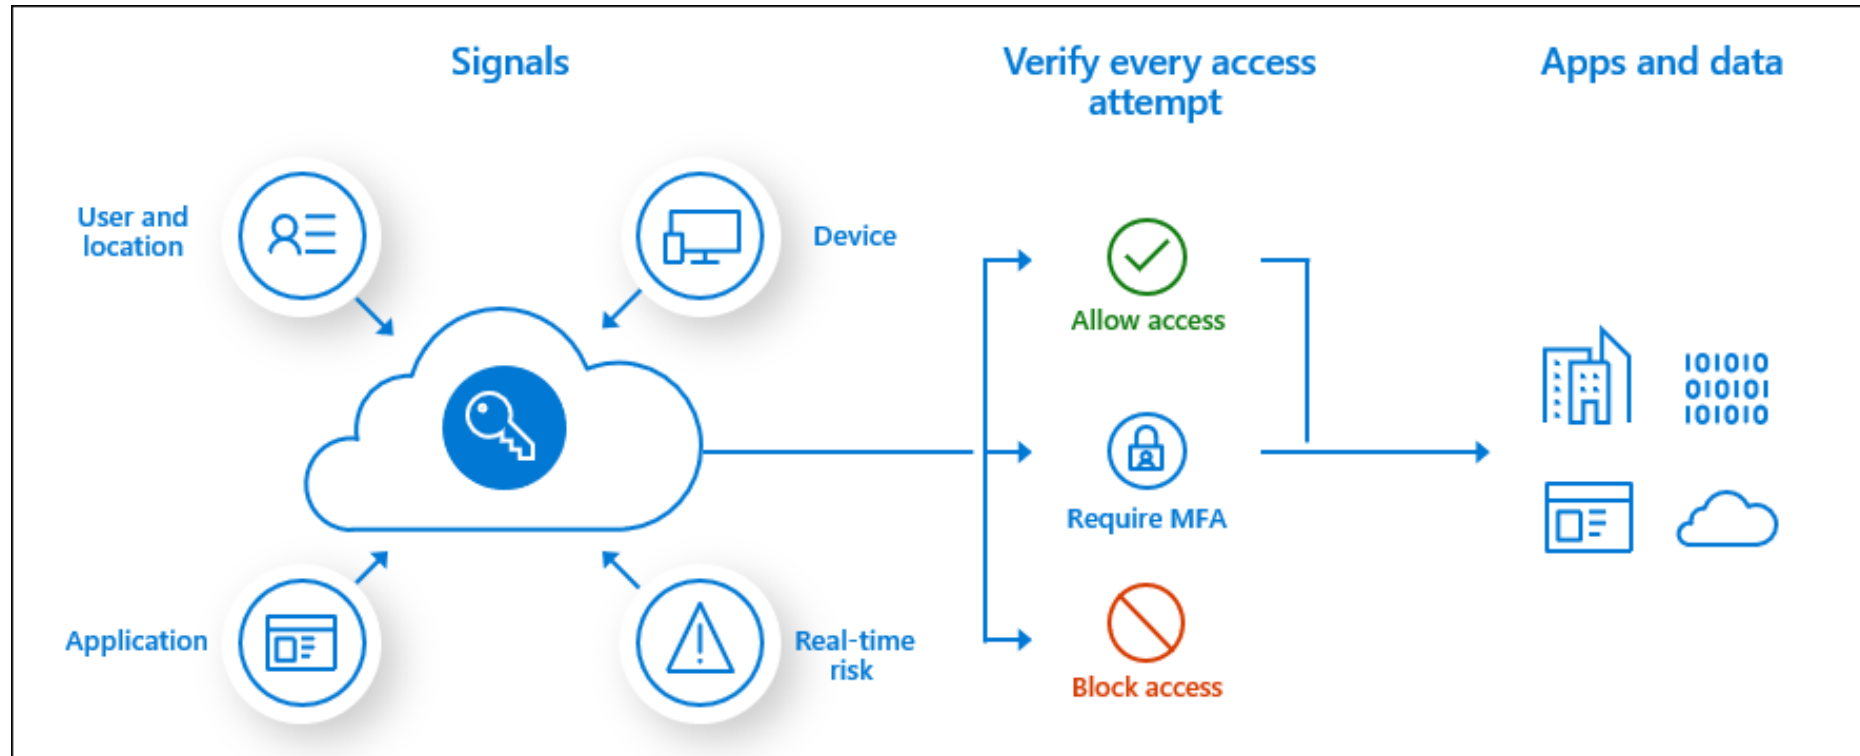 Signals
Verify every access
attempt
Apps and data
User and
location
Device
Allow access
101010
010101
101010
Require MFA
Application
Real-time
risk
Block access